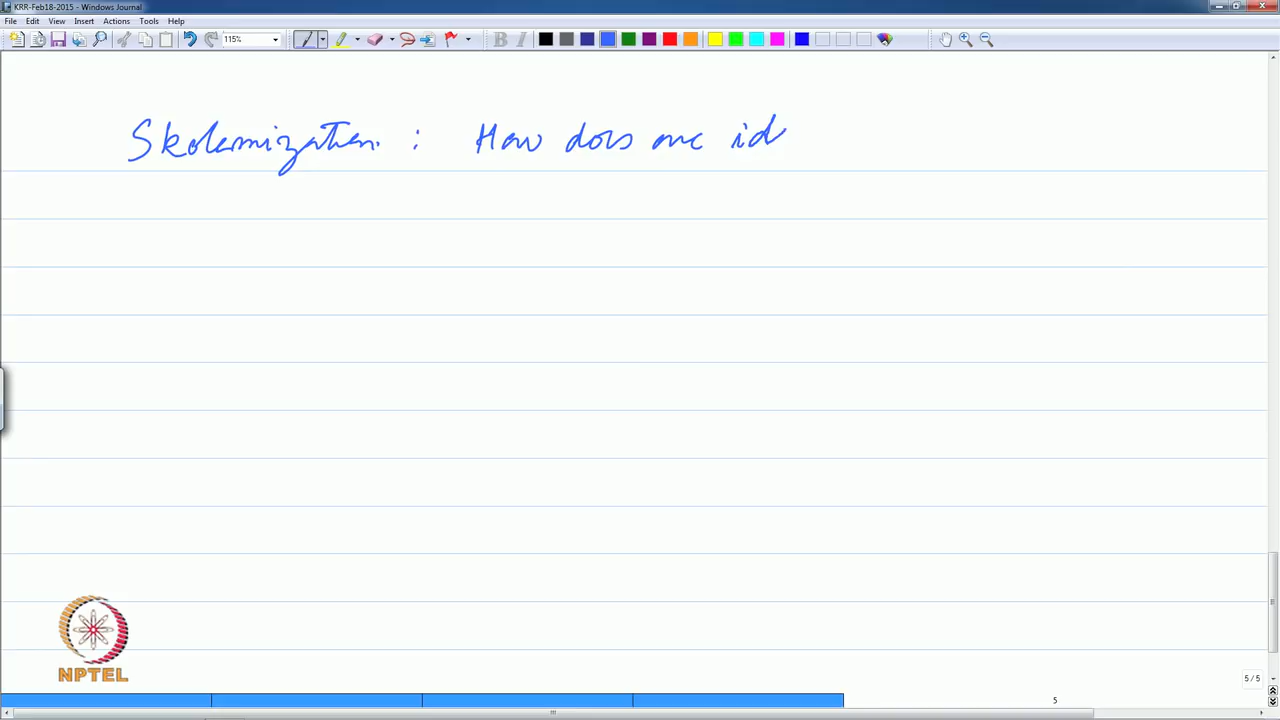 KRR-Feb18-2015 - Windows Journal
File Edit View Insert Actions Tools Help
115%
Skolemization : How does one id
NPTEL
5 / 5
5